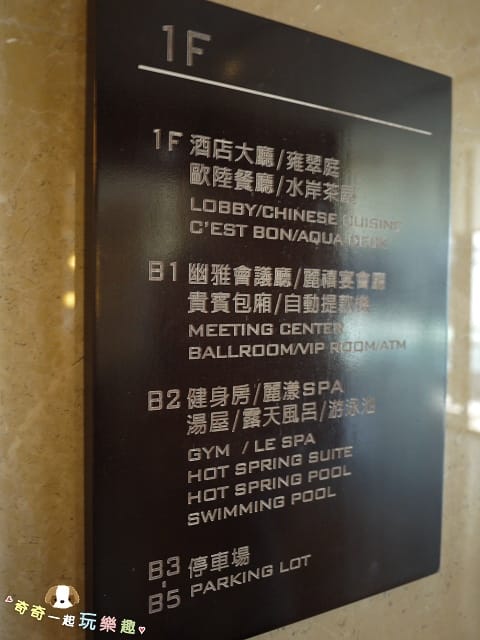 1F
1F 酒店大廳/雍翠庭
歐陸餐廳/水岸茶屋
LOBBY/CHINESE CUISINE
C'EST BON/AQUA DECK
B1 幽雅會議廳/麗禧宴會廳
貴賓包廂/自動提款機
MEETING CENTER
BALLROOM/VIP ROOM/ATM
B2 健身房/麗漾SPA
湯屋/露天風呂/游泳池
GYM / LE SPA
HOT SPRING SUITE
HOT SPRING POOL
SWIMMING POOL
B3 停車場
B5 PARKING LOT
奇奇一起玩樂趣